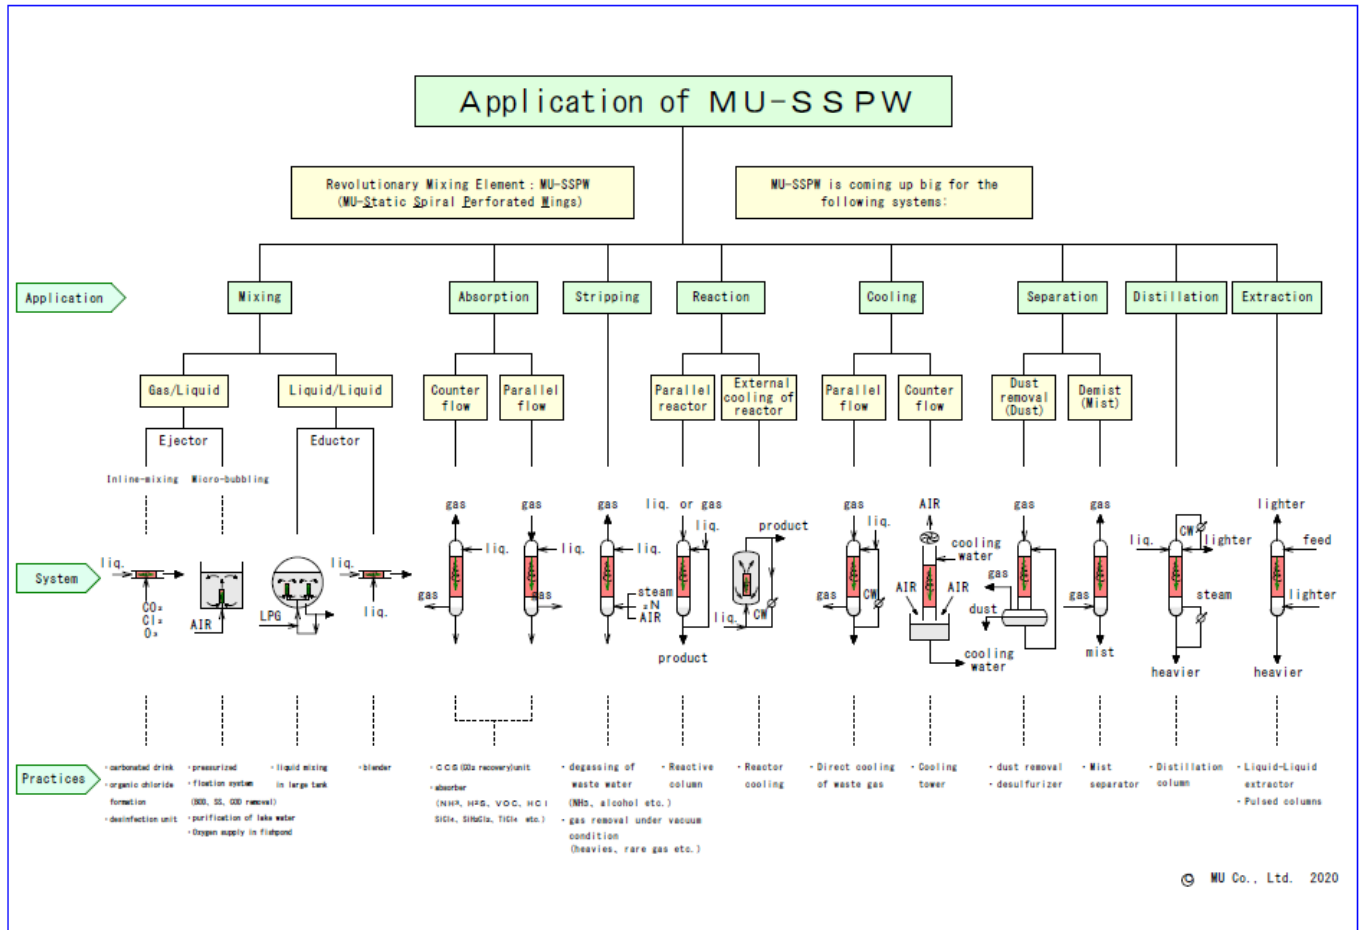 Application of MU-SSPW
Revolutionary Mixing Element : MU-SSPW
(MU-Static Spiral Perforated Wings)
MU-SSPW is coming up big for the
following systems:
Application
Mixing
Absorption
Stripping
Reaction
Cooling
Separation
Distillation
Extraction
Gas/Liquid
Liquid/Liquid
Counter
flow
Parallel
flow
Parallel
reactor
External
cooling of
reactor
Parallel
flow
Counter
flow
Dust
removal
(Dust)
Demist
(Mist)
Ejector
Eductor
Inline-mixing
Micro-bubbling
System
liq.
CO₂
Cl₂
O₃
AIR
LPG
liq.
liq.
gas
liq.
gas
gas
liq.
gas
gas
liq.
steam
₂N
AIR
liq. or gas
liq.
product
product
liq.
CW
gas
liq.
gas
CW
AIR
cooling
water
AIR
AIR
cooling
water
gas
gas
dust
gas
gas
mist
liq.
CW
lighter
steam
heavier
lighter
feed
lighter
heavier
Practices
・carbonated drink
・organic chloride
formation
・desinfection unit
・pressurized
・floation system
(BOD, SS, COD removal)
・purification of lake water
・Oxygen supply in fishpond
・liquid mixing
in large tank
・blender
・CCS(CO₂ recovery)unit
・absorber
(NH³, H²S, VOC, HCl
SiCl₄, SiH₂Cl₂, TiCl₄ etc.)
・degassing of
waste water
(NH₃, alcohol etc.)
・gas removal under vacuum
condition
(heavies, rare gas etc.)
・Reactive
column
・Reactor
cooling
・Direct cooling
of waste gas
・Cooling
tower
・dust removal
・desulfurizer
・Mist
separator
・Distillation
column
・Liquid-Liquid
extractor
・Pulsed columns
© MU Co., Ltd. 2020